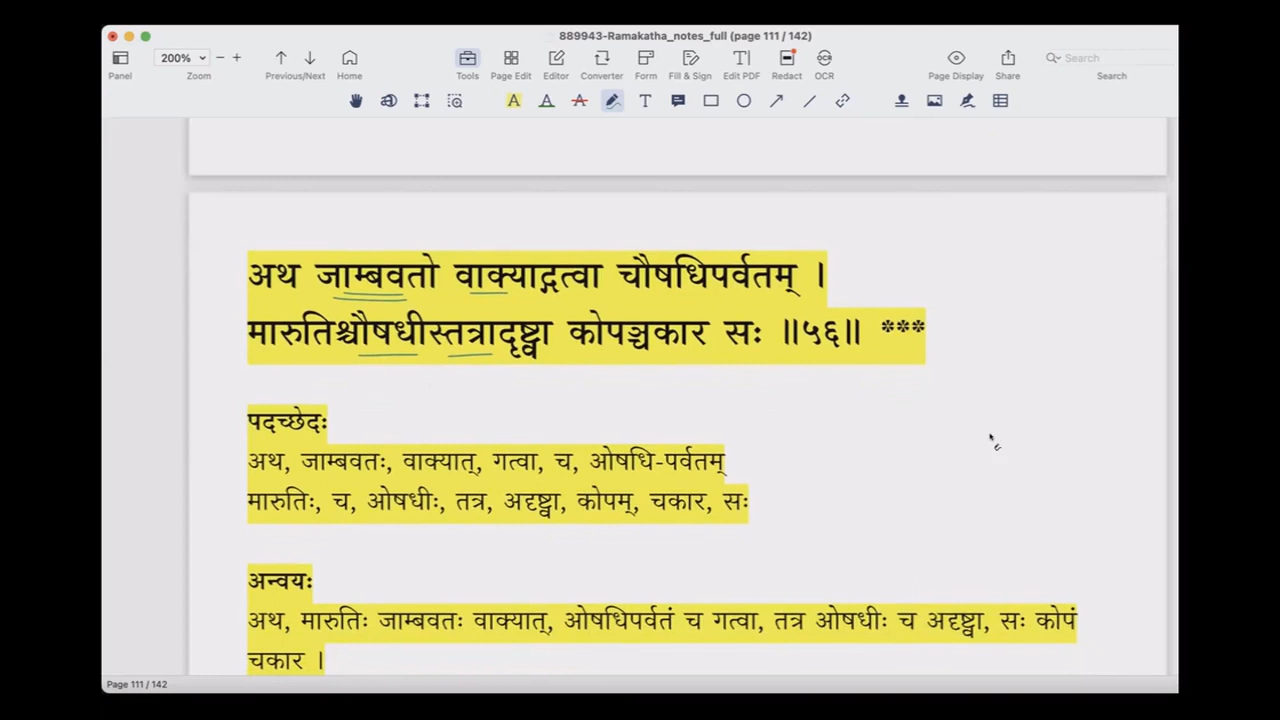 889943-Ramakatha_notes_full (page 111 / 142)
200%
Panel Zoom Previous/Next Home Tools Page Edit Editor Converter Form Fill & Sign Edit PDF Redact OCR Page Display Share Search
Search
अथ जाम्बवतो वाक्याद्गत्वा चौषधिपर्वतम् ।
मारुतिश्चौषधीस्तत्रादृष्ट्वा कोपञ्चकार सः ॥५६॥ ***
पदच्छेदः
अथ, जाम्बवतः, वाक्यात्, गत्वा, च, ओषधि-पर्वतम्
मारुतिः, च, ओषधीः, तत्र, अदृष्ट्वा, कोपम्, चकार, सः
अन्वयः
अथ, मारुतिः जाम्बवतः वाक्यात्, ओषधिपर्वतं च गत्वा, तत्र ओषधीः च अदृष्ट्वा, सः कोपं
चकार ।
Page 111 / 142